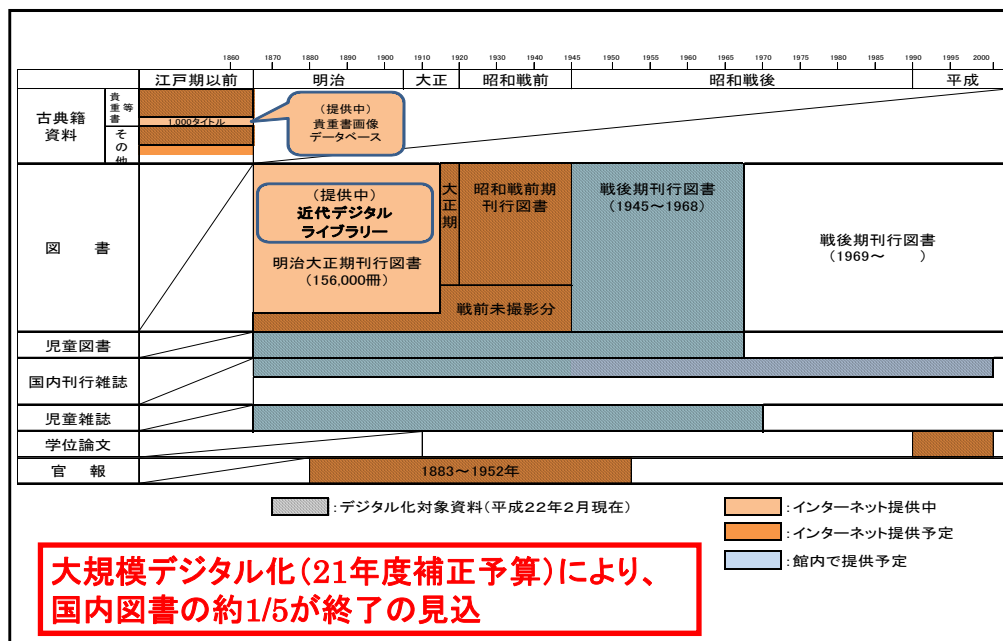 1860 1870 1880 1890 1900 1910 1920 1930 1940 1945 1950 1955 1960 1965 1970 1975 1980 1985 1990 1995 2000
江戸期以前 明治 大正 昭和戦前 昭和戦後 平成
古典籍
資料
貴重書等
1,000タイトル
その他
(提供中)
貴重書画像
データベース
図 書
(提供中)
近代デジタル
ライブラリー
明治大正期刊行図書
(156,000冊)
大正期
昭和戦前期
刊行図書
戦前未撮影分
戦後期刊行図書
(1945~1968)
戦後期刊行図書
(1969~ )
児童図書
国内刊行雑誌
児童雑誌
学位論文
官 報
1883~1952年
:デジタル化対象資料(平成22年2月現在)
:インターネット提供中
:インターネット提供予定
:館内で提供予定
大規模デジタル化(21年度補正予算)により、
国内図書の約1/5が終了の見込